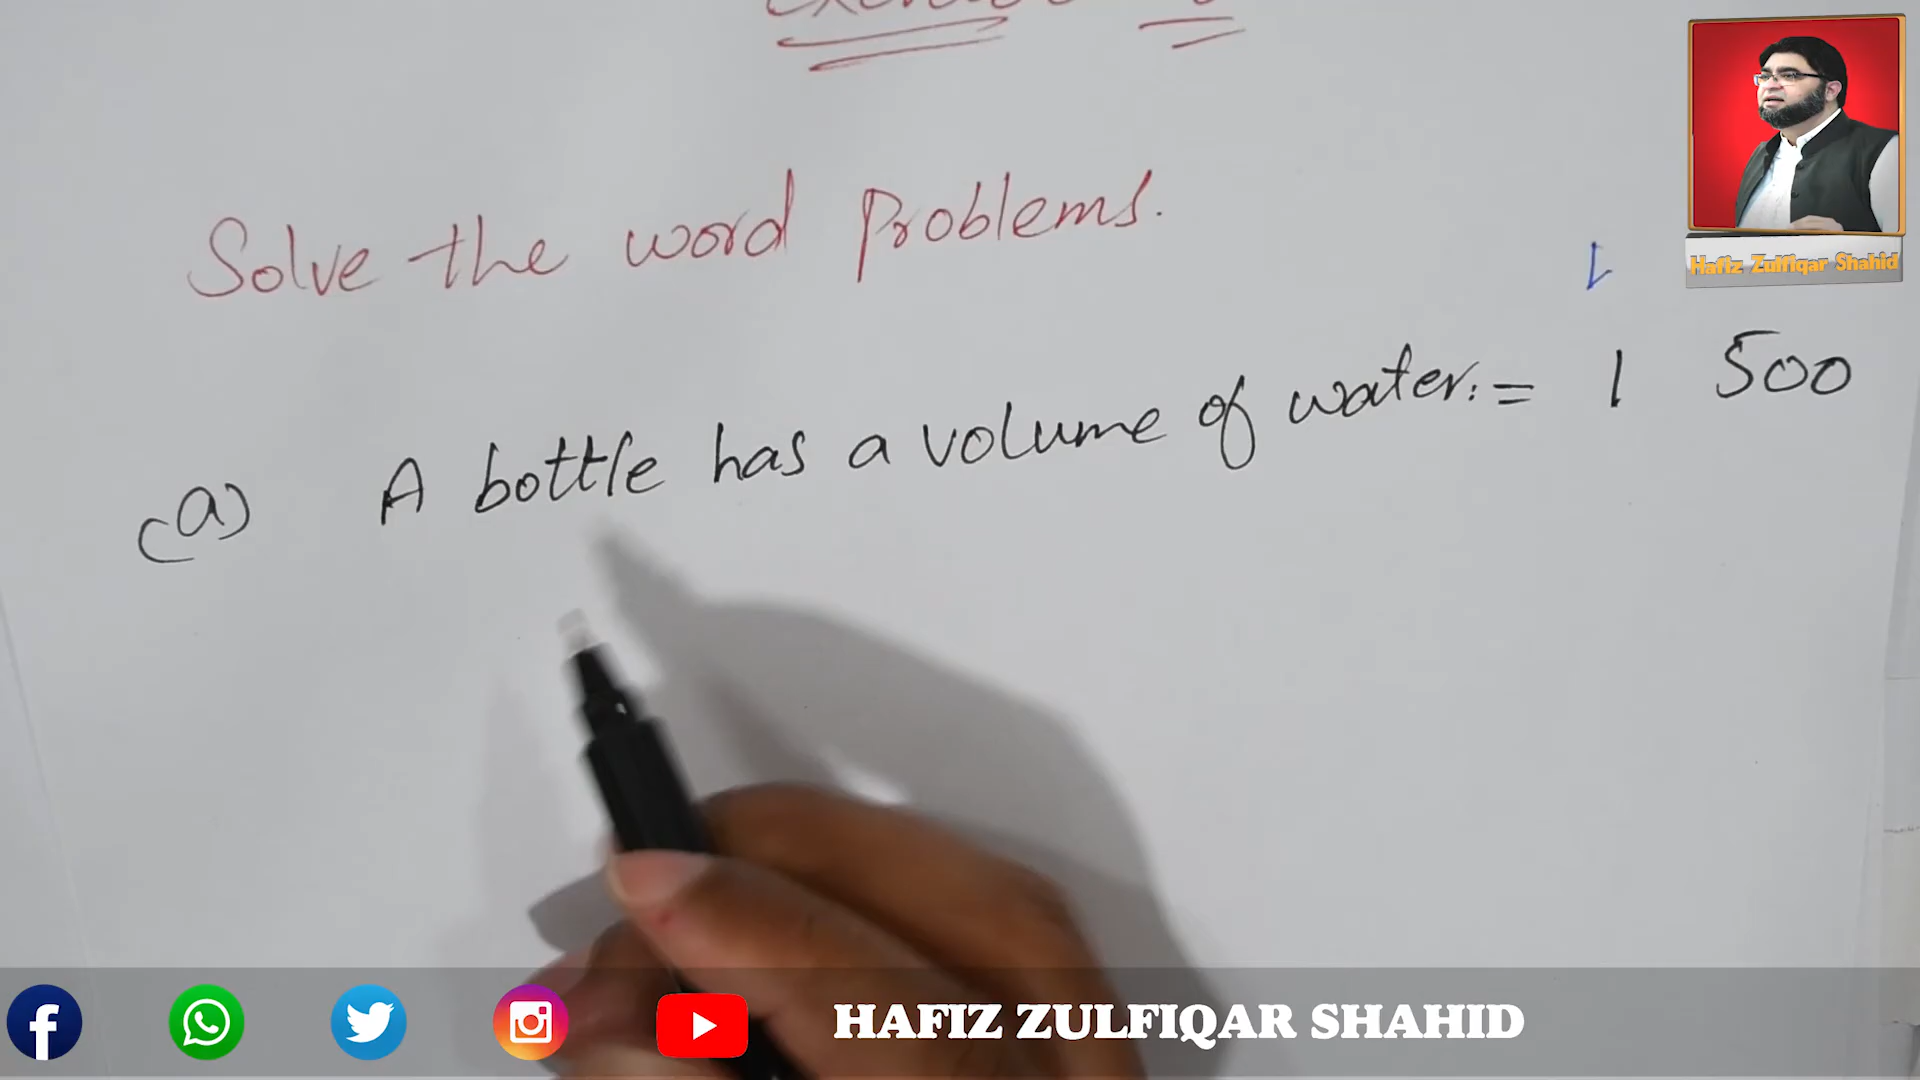 Solve the word Problems.
Hafiz Zulfiqar Shahid
(a) A bottle has a volume of water. = 1 500
HAFIZ ZULFIQAR SHAHID